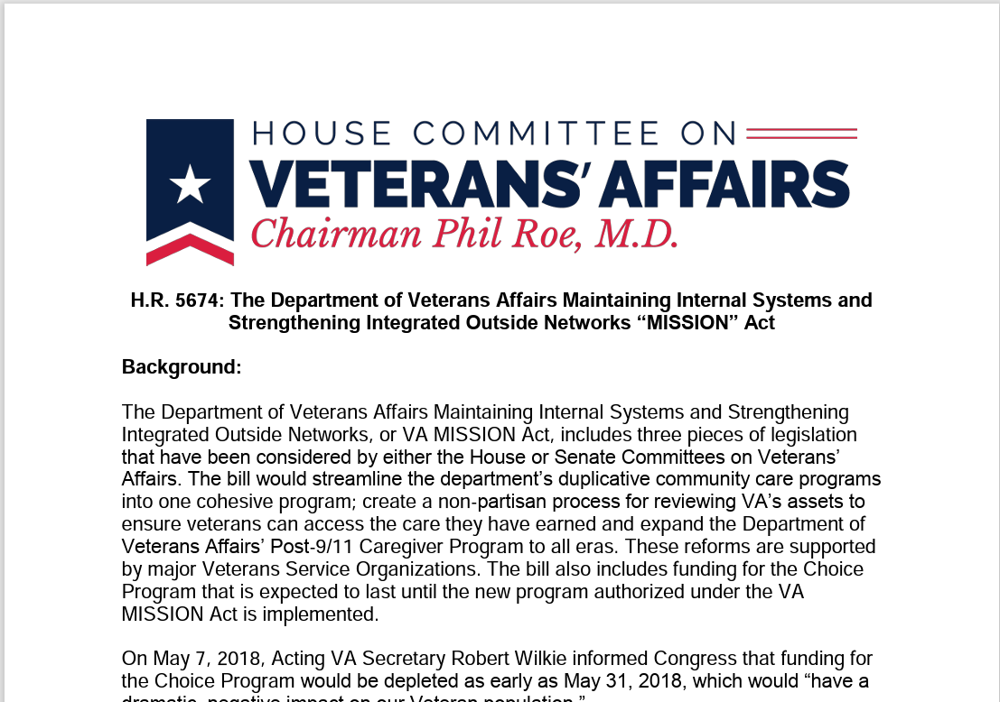 HOUSE COMMITTEE ON
VETERANS’ AFFAIRS
Chairman Phil Roe, M.D.
H.R. 5674: The Department of Veterans Affairs Maintaining Internal Systems and
Strengthening Integrated Outside Networks “MISSION” Act
Background:
The Department of Veterans Affairs Maintaining Internal Systems and Strengthening
Integrated Outside Networks, or VA MISSION Act, includes three pieces of legislation
that have been considered by either the House or Senate Committees on Veterans’
Affairs. The bill would streamline the department’s duplicative community care programs
into one cohesive program; create a non-partisan process for reviewing VA’s assets to
ensure veterans can access the care they have earned and expand the Department of
Veterans Affairs’ Post-9/11 Caregiver Program to all eras. These reforms are supported
by major Veterans Service Organizations. The bill also includes funding for the Choice
Program that is expected to last until the new program authorized under the VA
MISSION Act is implemented.
On May 7, 2018, Acting VA Secretary Robert Wilkie informed Congress that funding for
the Choice Program would be depleted as early as May 31, 2018, which would “have a
dramatic, negative impact on our Veteran population.”